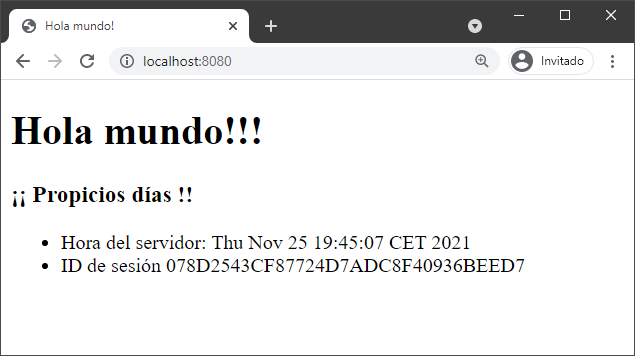 Hola mundo!
localhost:8080
Invitado
Hola mundo!!!
¡¡ Propicios días !!
Hora del servidor: Thu Nov 25 19:45:07 CET 2021
ID de sesión 078D2543CF87724D7ADC8F40936BEED7